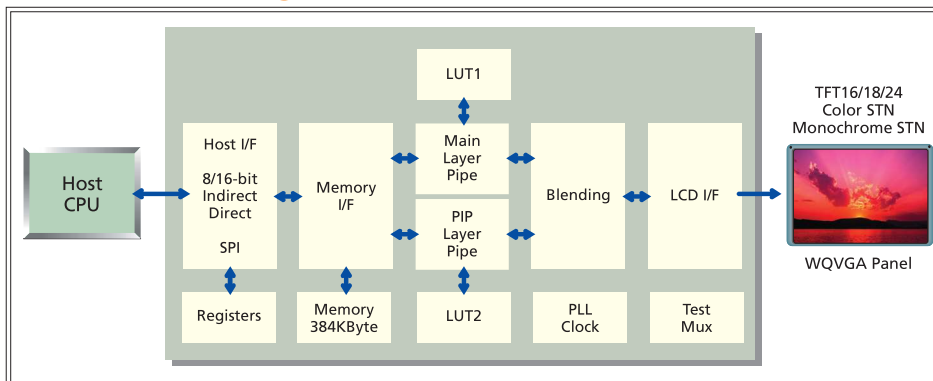 LUT1
TFT16/18/24
Color STN
Monochrome STN
Host CPU
Host I/F
8/16-bit
Indirect
Direct
SPI
Memory
I/F
Main
Layer
Pipe
PIP
Layer
Pipe
Blending
LCD I/F
WQVGA Panel
Registers
Memory
384KByte
LUT2
PLL
Clock
Test
Mux